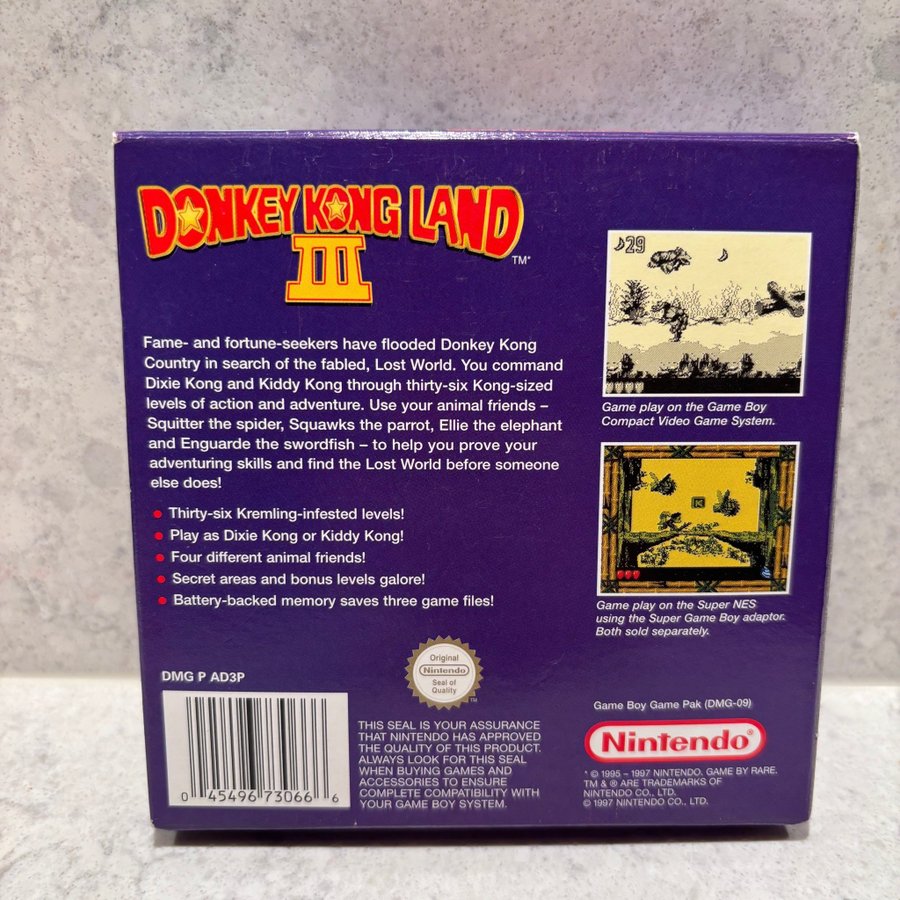 DONKEY KONG LAND
III
TM*
Fame- and fortune-seekers have flooded Donkey Kong
Country in search of the fabled, Lost World. You command
Dixie Kong and Kiddy Kong through thirty-six Kong-sized
levels of action and adventure. Use your animal friends –
Squitter the spider, Squawks the parrot, Ellie the elephant
and Enguarde the swordfish – to help you prove your
adventuring skills and find the Lost World before someone
else does!
• Thirty-six Kremling-infested levels!
• Play as Dixie Kong or Kiddy Kong!
• Four different animal friends!
• Secret areas and bonus levels galore!
• Battery-backed memory saves three game files!
29
Game play on the Game Boy
Compact Video Game System.
K
Game play on the Super NES
using the Super Game Boy adaptor.
Both sold separately.
DMG P AD3P
0 45496 73066 6
Original
Nintendo
Seal of
Quality
TM
THIS SEAL IS YOUR ASSURANCE
THAT NINTENDO HAS APPROVED
THE QUALITY OF THIS PRODUCT.
ALWAYS LOOK FOR THIS SEAL
WHEN BUYING GAMES AND
ACCESSORIES TO ENSURE
COMPLETE COMPATIBILITY WITH
YOUR GAME BOY SYSTEM.
Game Boy Game Pak (DMG-09)
Nintendo®
* © 1995 – 1997 NINTENDO. GAME BY RARE.
TM & ® ARE TRADEMARKS OF
NINTENDO CO., LTD.
© 1997 NINTENDO CO., LTD.